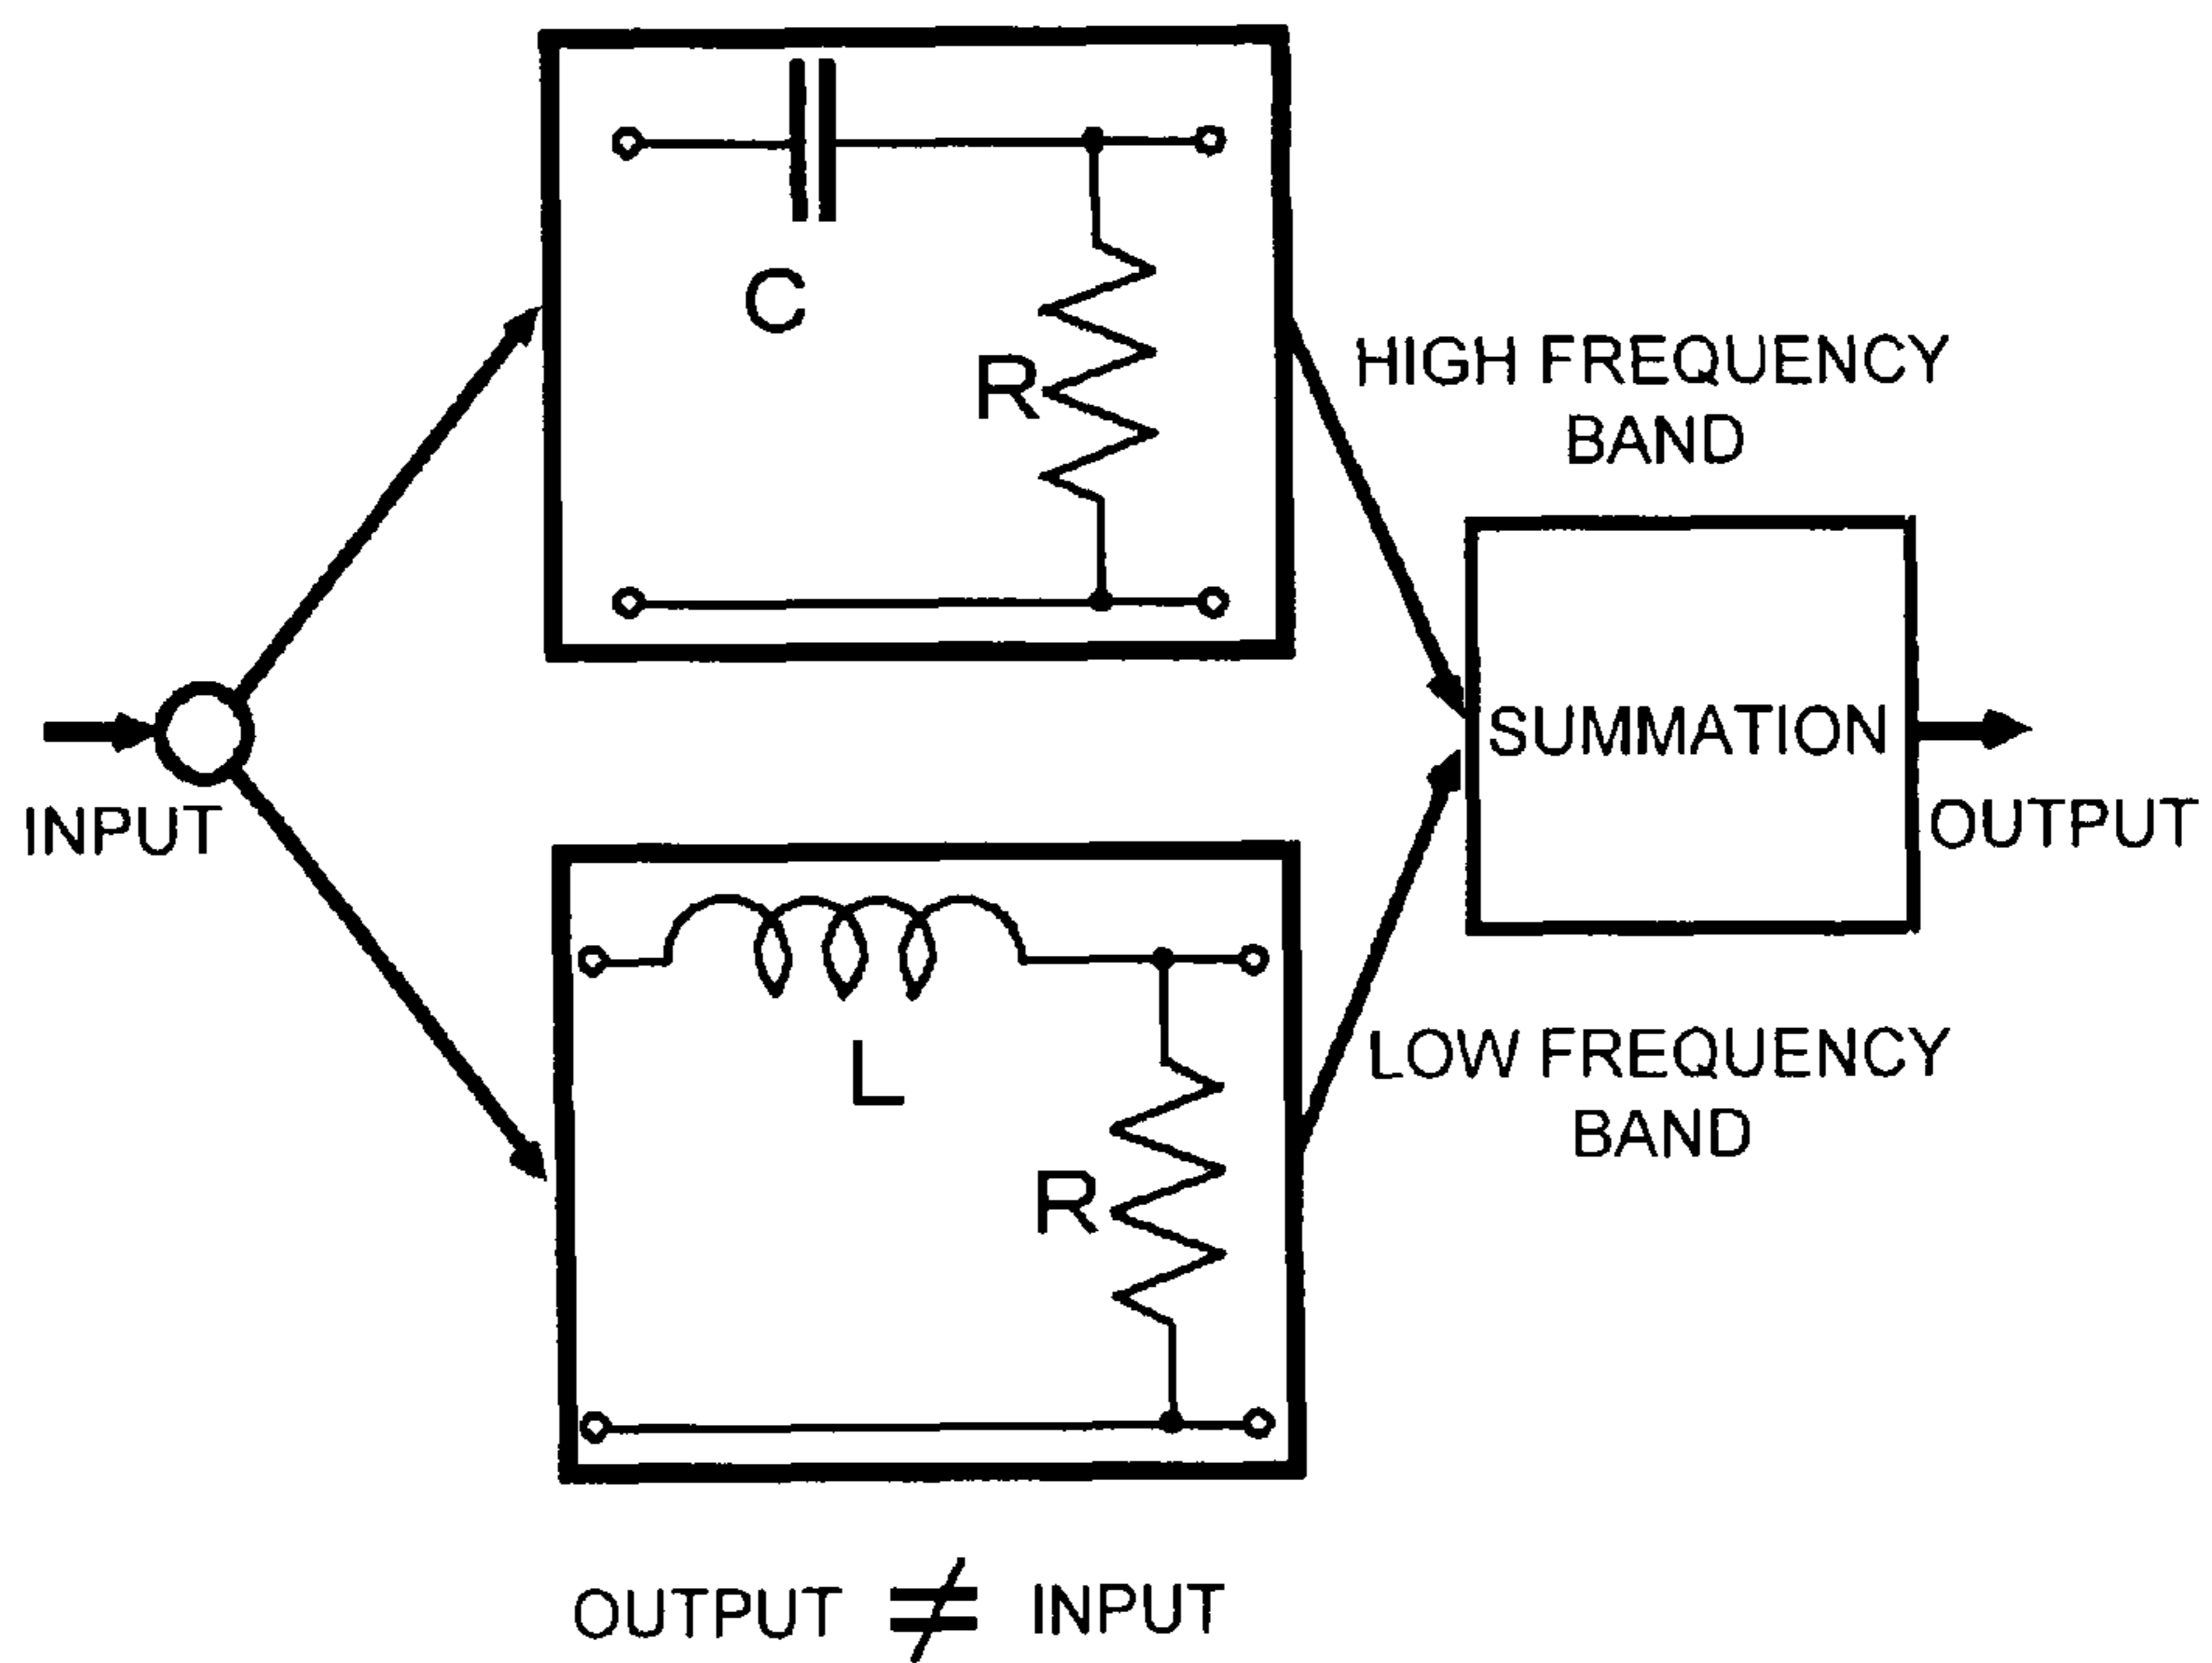 C
R
HIGH FREQUENCY
BAND
SUMMATION
INPUT
OUTPUT
L
R
LOW FREQUENCY
BAND
OUTPUT ≠ INPUT